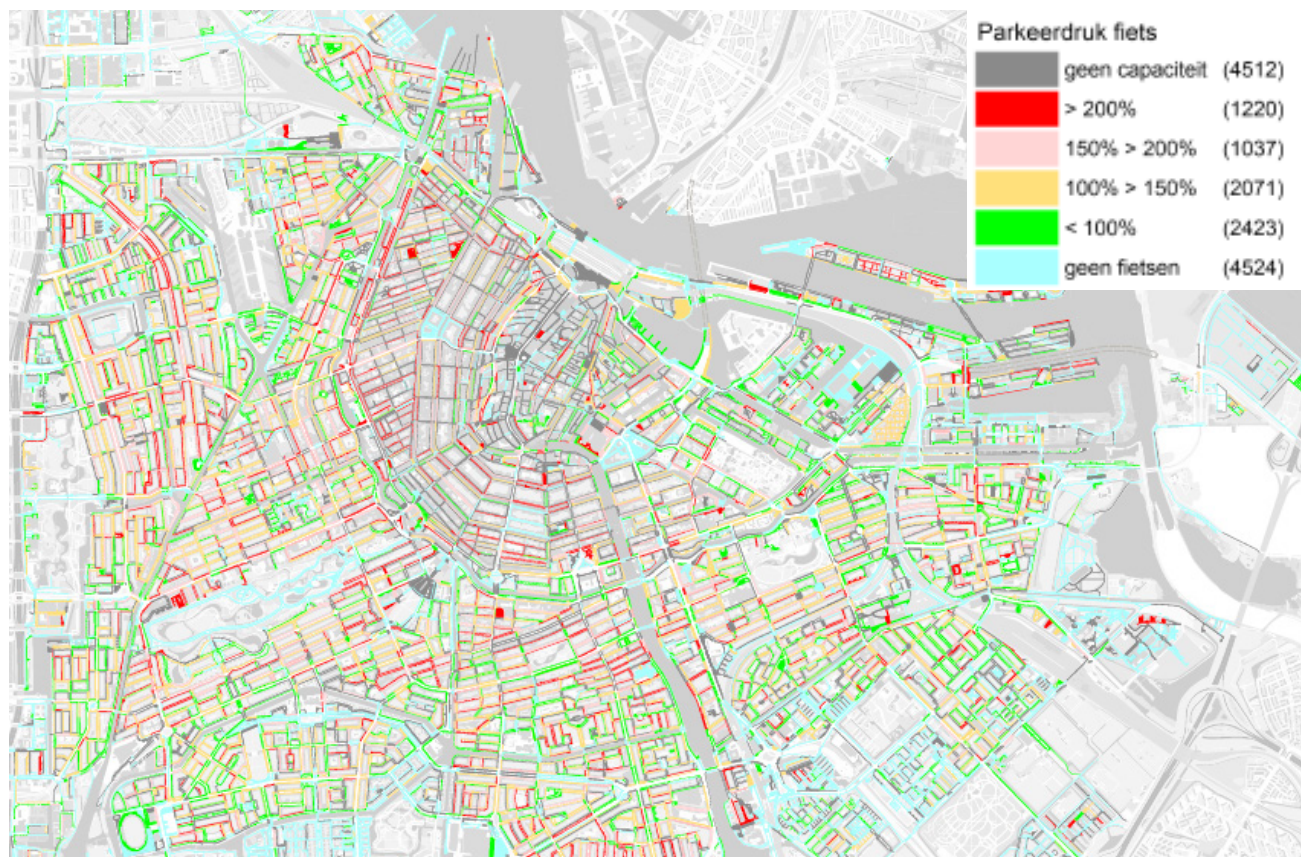 Parkeerdruk fiets
geen capaciteit (4512)
> 200% (1220)
150% > 200% (1037)
100% > 150% (2071)
< 100% (2423)
geen fietsen (4524)